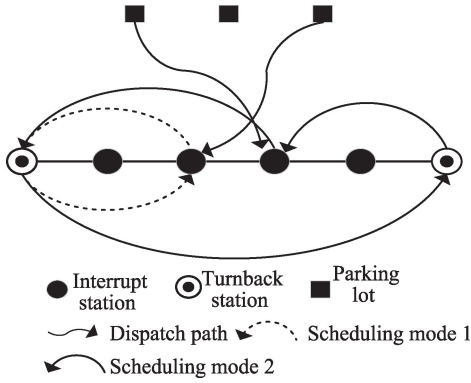 Interrupt station
Turnback station
Parking lot
Dispatch path
Scheduling mode 1
Scheduling mode 2